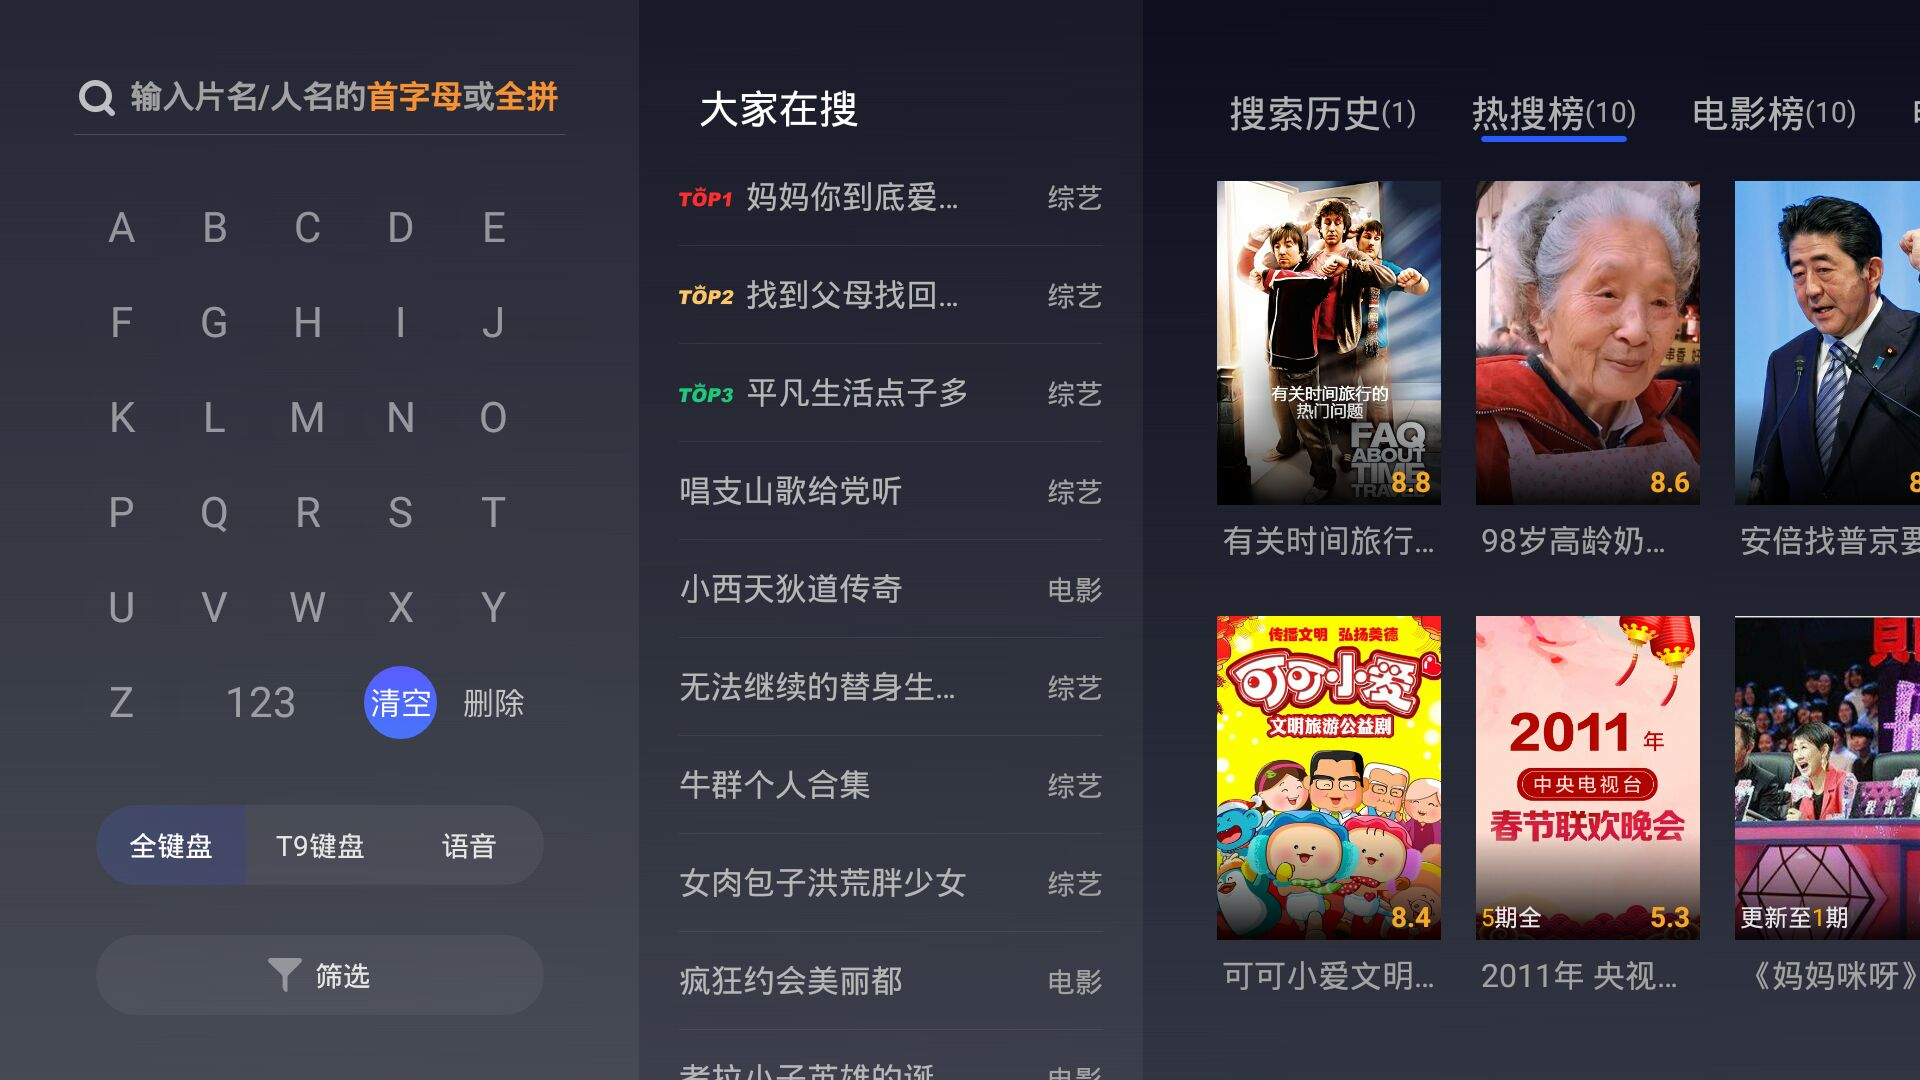 输入片名/人名的首字母或全拼
A B C D E
F G H I J
K L M N O
P Q R S T
U V W X Y
Z 123 清空 删除
全键盘 T9键盘 语音
筛选
大家在搜
TOP1 妈妈你到底爱... 综艺
TOP2 找到父母找回... 综艺
TOP3 平凡生活点子多 综艺
唱支山歌给党听 综艺
小西天狄道传奇 电影
无法继续的替身生... 综艺
牛群个人合集 综艺
女肉包子洪荒胖少女 综艺
疯狂约会美丽都 电影
考拉小子英雄的诞 电影
搜索历史(1) 热搜榜(10) 电影榜(10)
有关时间旅行的
热门问题
FAQ
ABOUT
TIME
TRAVEL
8.8
有关时间旅行...
8.6
98岁高龄奶...
安倍找普京要
传播文明 弘扬美德
可可小爱
文明旅游公益剧
8.4
可可小爱文明...
2011年
中央电视台
春节联欢晚会
5期全 5.3
2011年 央视...
更新至1期
《妈妈咪呀》